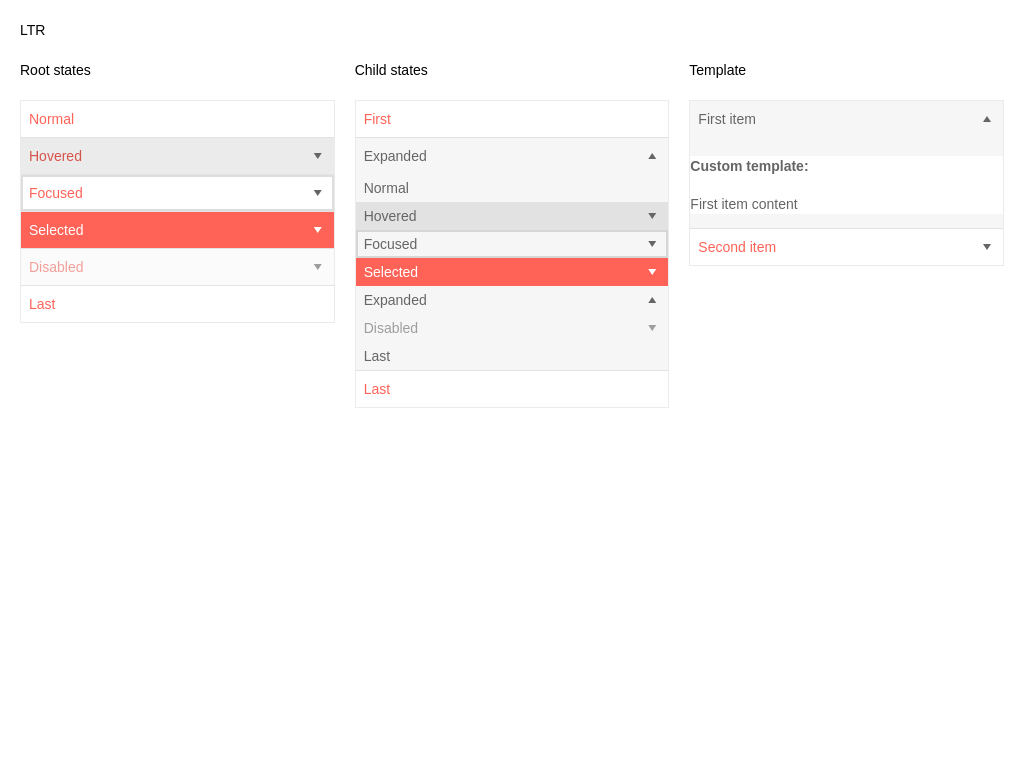 LTR
Root states
Normal
Hovered
Focused
Selected
Disabled
Last
Child states
First
Expanded
Normal
Hovered
Focused
Selected
Expanded
Disabled
Last
Last
Template
First item
Custom template:
First item content
Second item